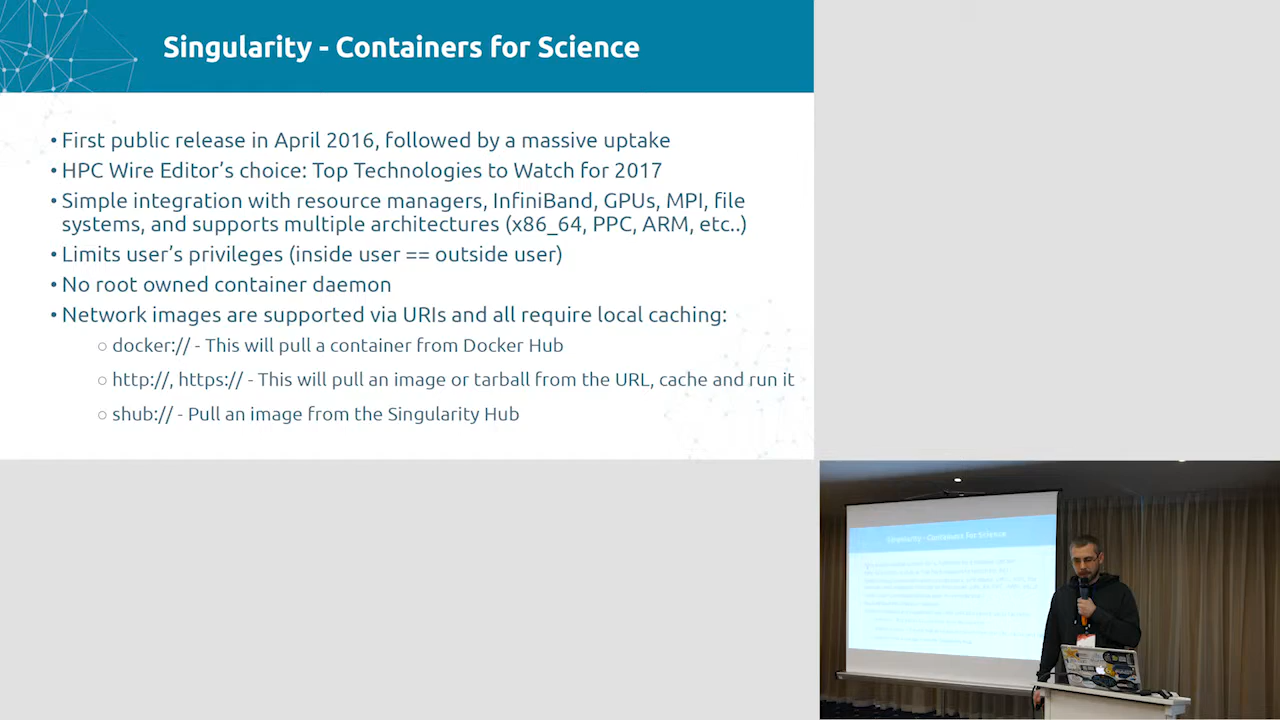 Singularity - Containers for Science
• First public release in April 2016, followed by a massive uptake
• HPC Wire Editor's choice: Top Technologies to Watch for 2017
• Simple integration with resource managers, InfiniBand, GPUs, MPI, file
systems, and supports multiple architectures (x86_64, PPC, ARM, etc..)
• Limits user's privileges (inside user == outside user)
• No root owned container daemon
• Network images are supported via URIs and all require local caching:
○ docker:// - This will pull a container from Docker Hub
○ http://, https:// - This will pull an image or tarball from the URL, cache and run it
○ shub:// - Pull an image from the Singularity Hub
Singularity - Containers for Science